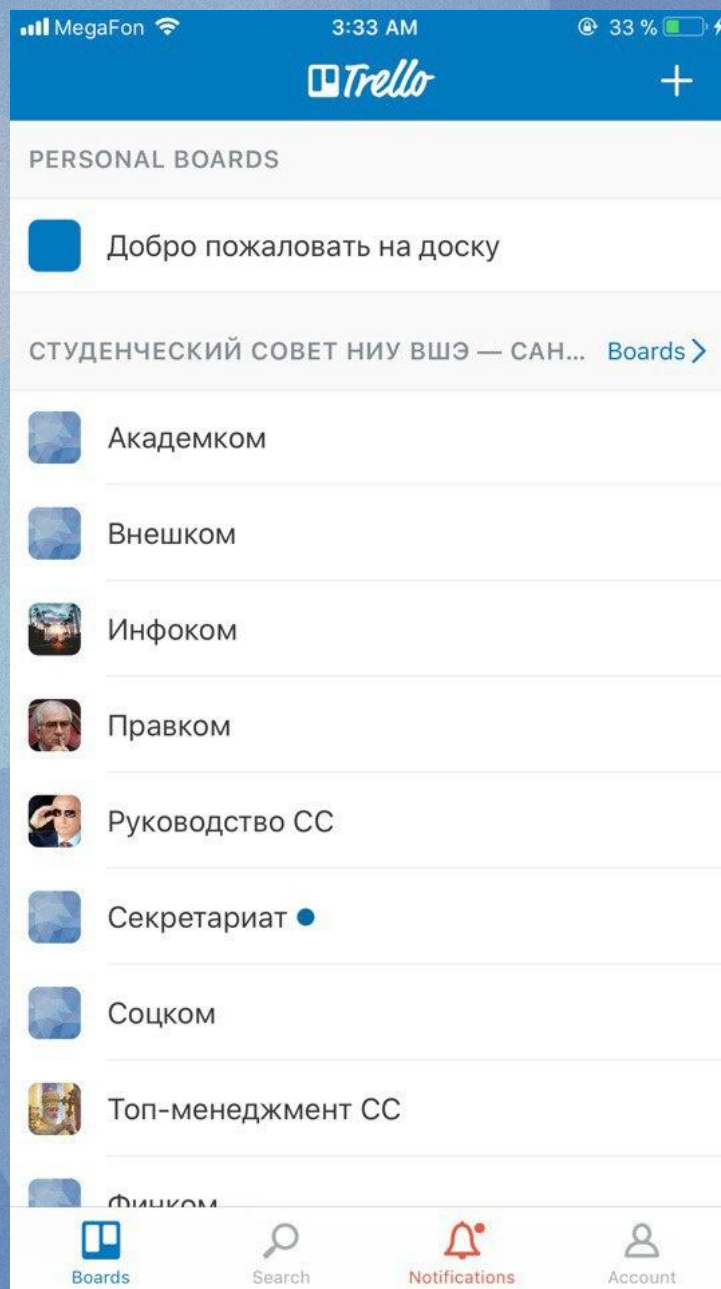 MegaFon 3:33 AM 33 %
Trello
PERSONAL BOARDS
Добро пожаловать на доску
СТУДЕНЧЕСКИЙ СОВЕТ НИУ ВШЭ — САН... Boards
Академком
Внешком
Инфоком
Правком
Руководство СС
Секретариат
Соцком
Топ-менеджмент СС
Финком
Boards Search Notifications Account